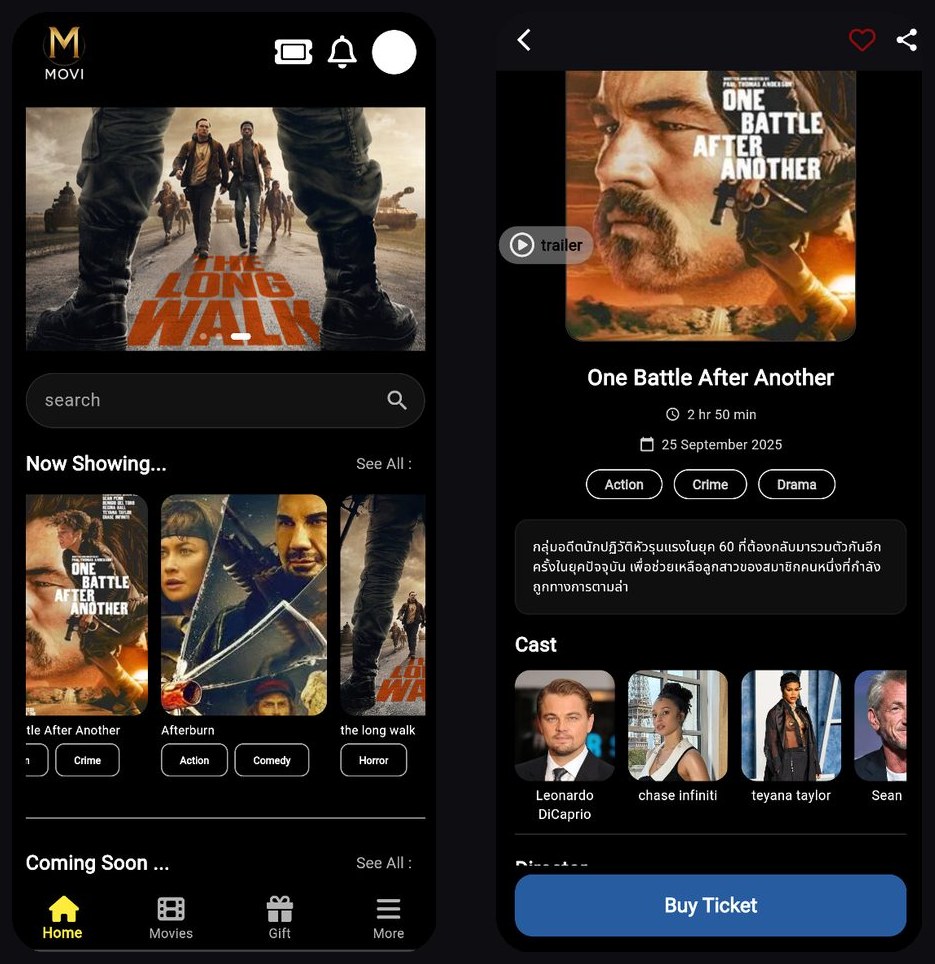 M
MOVI
THE
LONG
WALK
search
Now Showing...
See All :
ONE
BATTLE
AFTER
ANOTHER
tle After Another
Crime
Afterburn
Action
Comedy
the long walk
Horror
Coming Soon ...
See All :
Home
Movies
Gift
More
PAUL THOMAS ANDERSON
ONE
BATTLE
AFTER
ANOTHER
trailer
One Battle After Another
2 hr 50 min
25 September 2025
Action
Crime
Drama
กลุ่มอดีตนักปฏิวัติหัวรุนแรงในยุค 60 ที่ต้องกลับมารวมตัวกันอีก
ครั้งในยุคปัจจุบัน เพื่อช่วยเหลือลูกสาวของสมาชิกคนหนึ่งที่กำลัง
ถูกทางการตามล่า
Cast
Leonardo
DiCaprio
chase infiniti
teyana taylor
Sean
Director
Buy Ticket